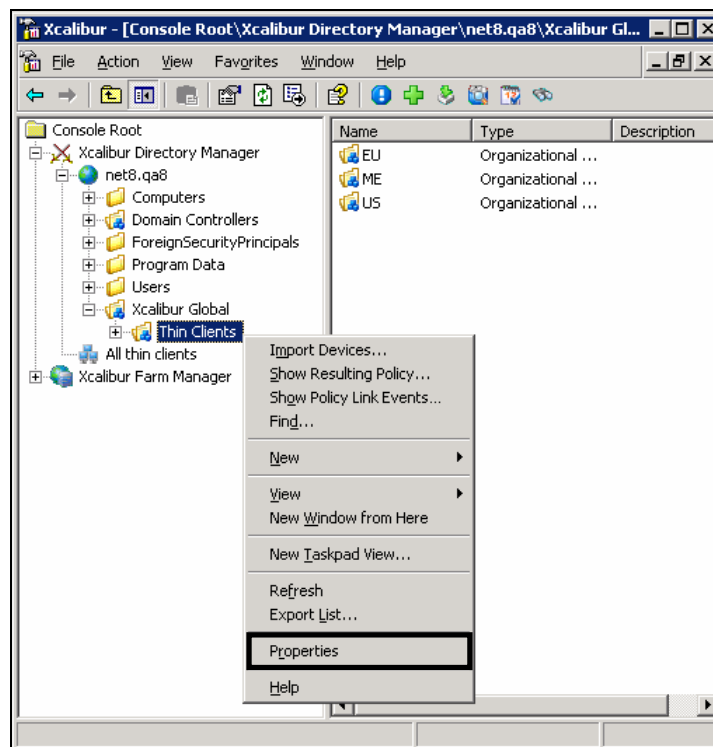 Xcalibur - [Console Root\Xcalibur Directory Manager\net8.qa8\Xcalibur Gl...
File Action View Favorites Window Help
Console Root
Xcalibur Directory Manager
net8.qa8
Computers
Domain Controllers
ForeignSecurityPrincipals
Program Data
Users
Xcalibur Global
Thin Clients
All thin clients
Xcalibur Farm Manager
Name Type Description
EU Organizational ...
ME Organizational ...
US Organizational ...
Import Devices...
Show Resulting Policy...
Show Policy Link Events...
Find...
New
View
New Window from Here
New Taskpad View...
Refresh
Export List...
Properties
Help